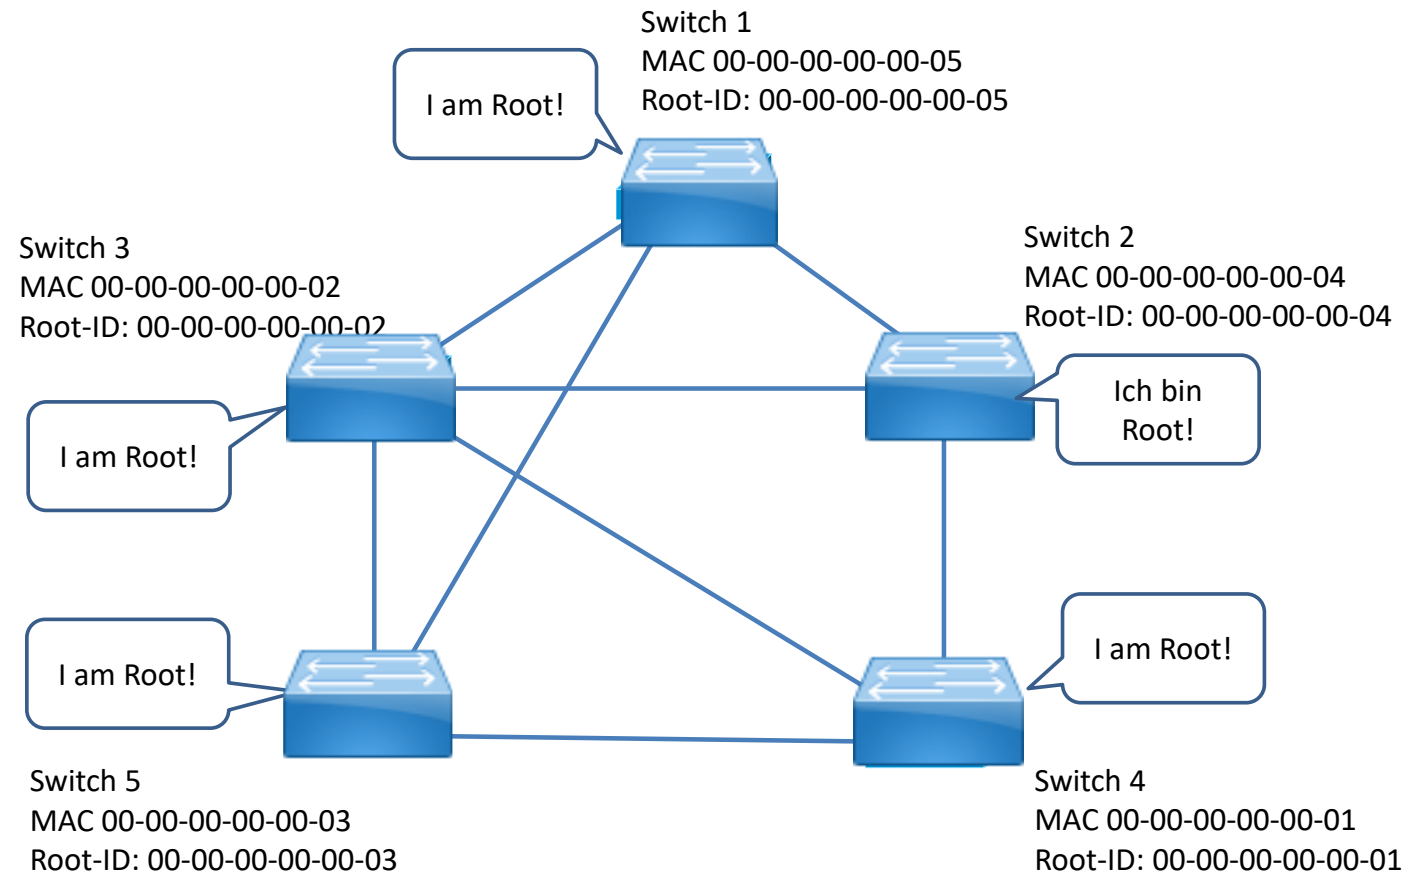 Switch 1
MAC 00-00-00-00-00-05
Root-ID: 00-00-00-00-00-05
I am Root!
Switch 3
MAC 00-00-00-00-00-02
Root-ID: 00-00-00-00-00-02
Switch 2
MAC 00-00-00-00-00-04
Root-ID: 00-00-00-00-00-04
Ich bin
Root!
I am Root!
I am Root!
I am Root!
Switch 5
MAC 00-00-00-00-00-03
Root-ID: 00-00-00-00-00-03
Switch 4
MAC 00-00-00-00-00-01
Root-ID: 00-00-00-00-00-01